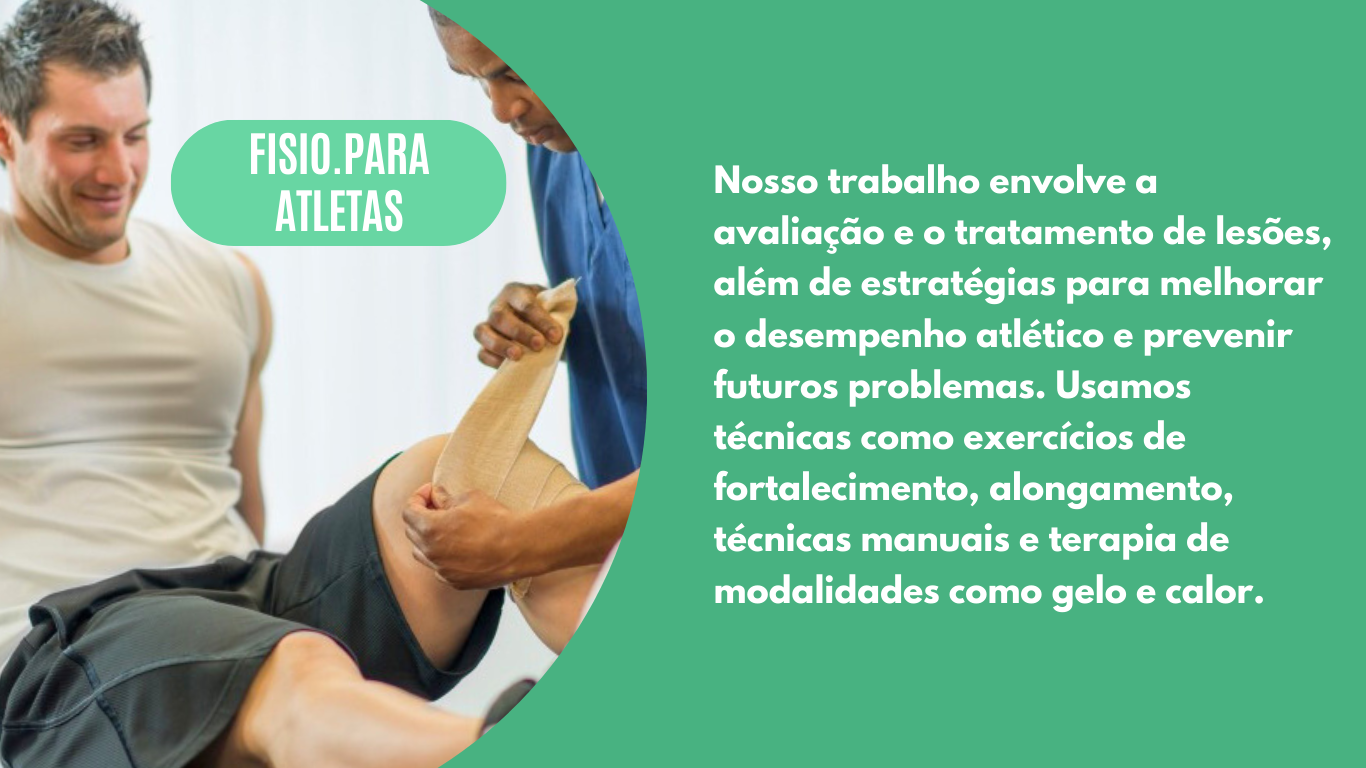 FISIO.PARA
ATLETAS
Nosso trabalho envolve a
avaliação e o tratamento de lesões,
além de estratégias para melhorar
o desempenho atlético e prevenir
futuros problemas. Usamos
técnicas como exercícios de
fortalecimento, alongamento,
técnicas manuais e terapia de
modalidades como gelo e calor.